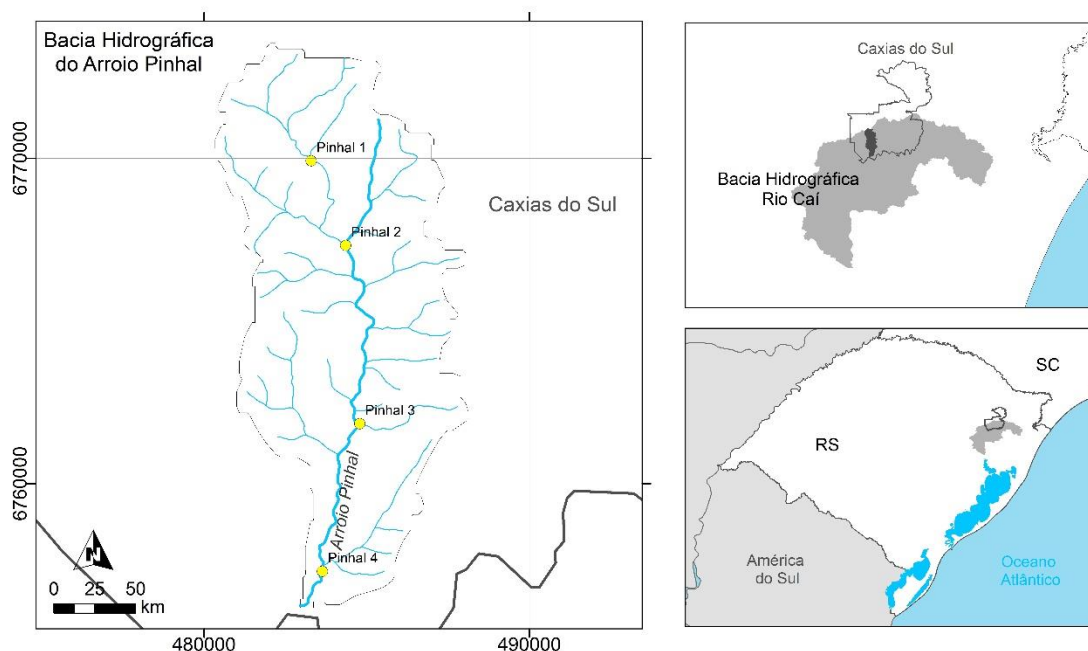 Bacia Hidrográfica
do Arroio Pinhal
6770000
6760000
Pinhal 1
Pinhal 2
Caxias do Sul
Pinhal 3
Arroio Pinhal
Pinhal 4
N
0 25 50
km
480000
490000
Caxias do Sul
Bacia Hidrográfica
Rio Caí
SC
RS
América
do Sul
Oceano
Atlântico